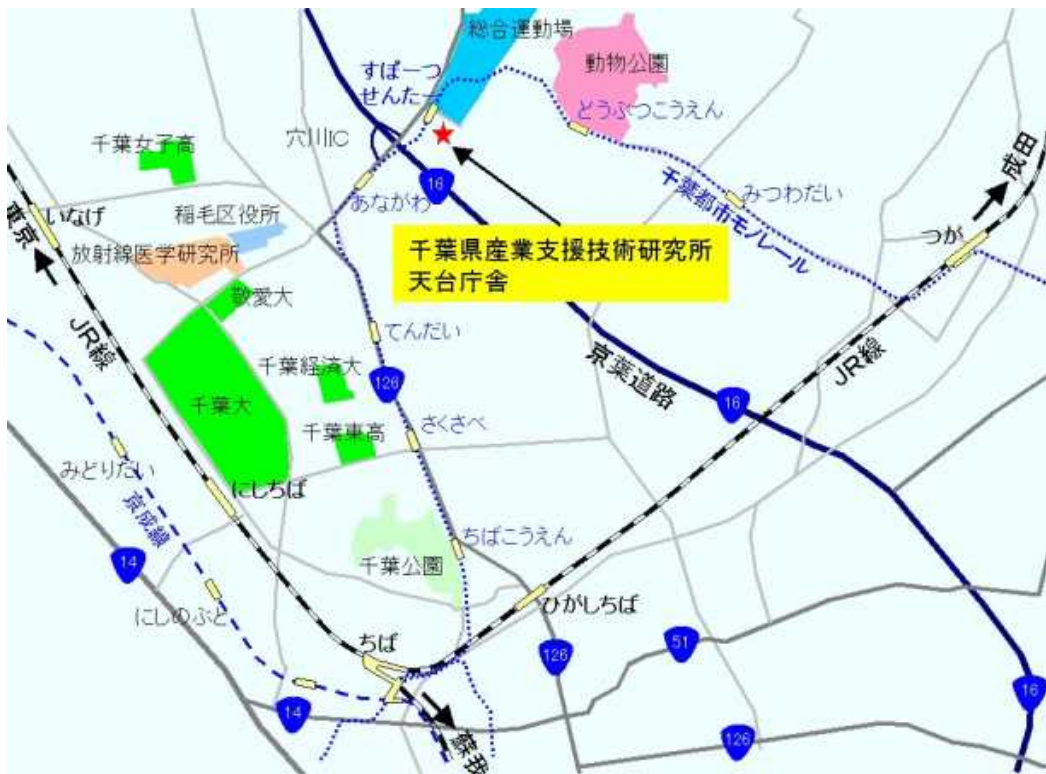 総合運動場
すぽーつ
せんたー
動物公園
どうぶつこうえん
穴川IC
千葉女子高
16
成田
あながわ
千葉都市モノレール
みつわだい
いなげ
稲毛区役所
東京
放射線医学研究所
千葉県産業支援技術研究所
天台庁舎
つが
敬愛大
JR線
てんだい
京葉道路
JR線
千葉経済大
126
16
千葉大
千葉東高
さくさべ
みどりだい
にしちば
京成線
ちばこうえん
14
千葉公園
にしのぶと
ひがしちば
ちば
51
126
16
14
蘇我
126